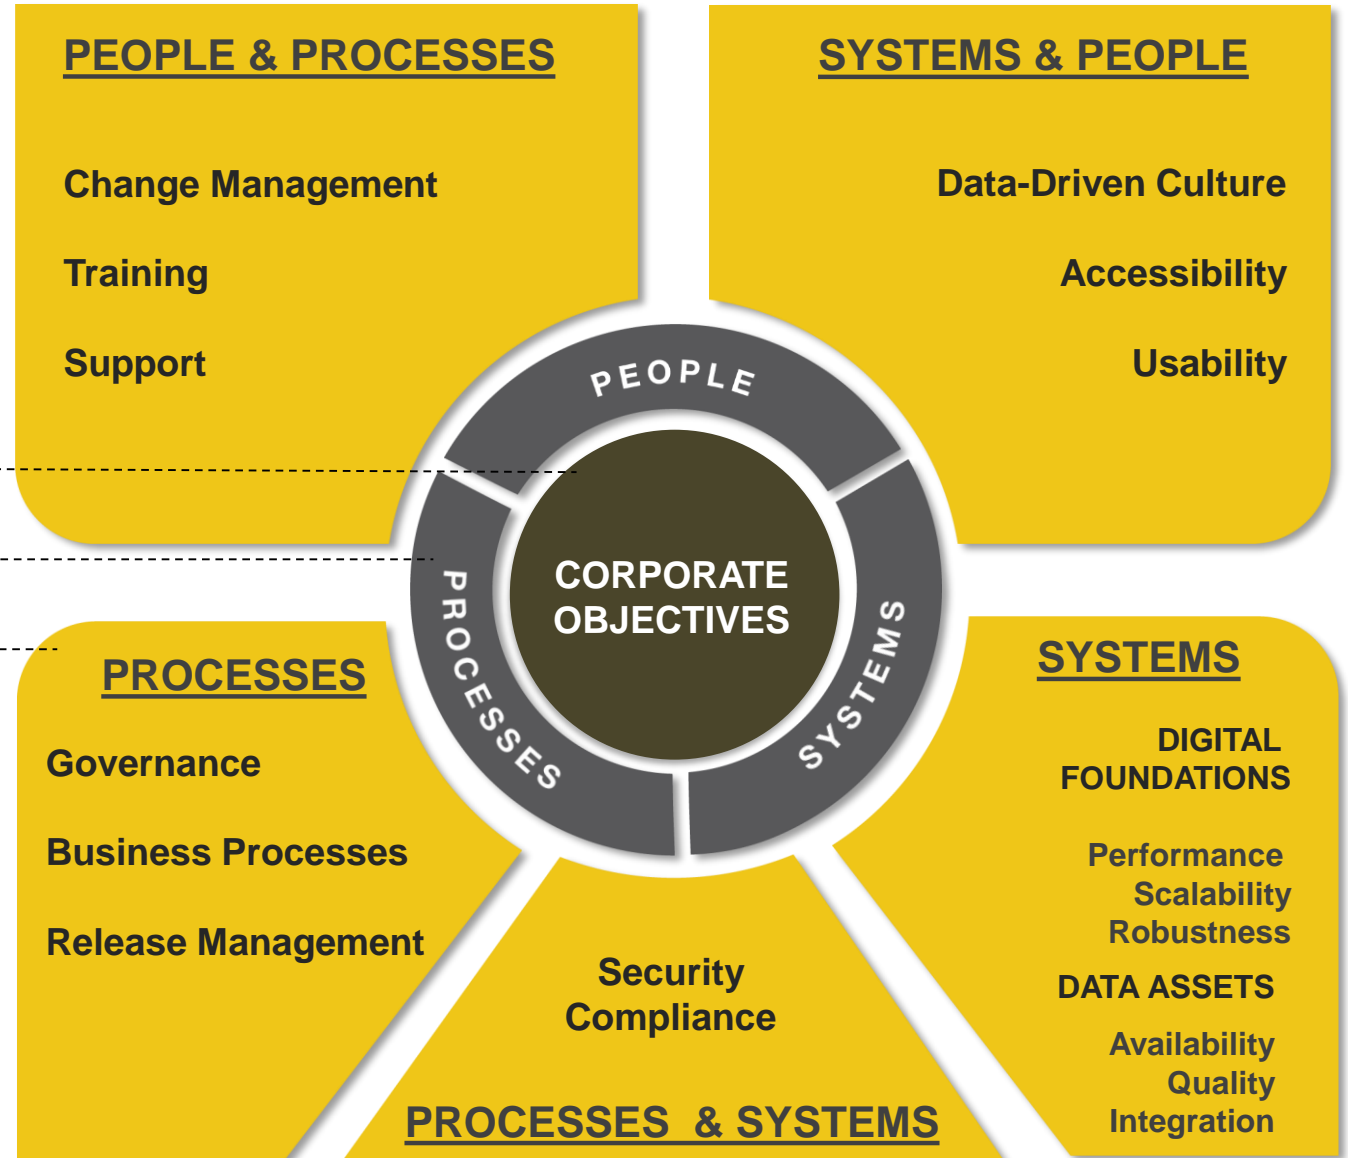 PEOPLE & PROCESSES
Change Management
Training
Support
SYSTEMS & PEOPLE
Data-Driven Culture
Accessibility
Usability
PEOPLE
PROCESSES
SYSTEMS
CORPORATE
OBJECTIVES
PROCESSES
Governance
Business Processes
Release Management
Security
Compliance
PROCESSES & SYSTEMS
SYSTEMS
DIGITAL
FOUNDATIONS
Performance
Scalability
Robustness
DATA ASSETS
Availability
Quality
Integration